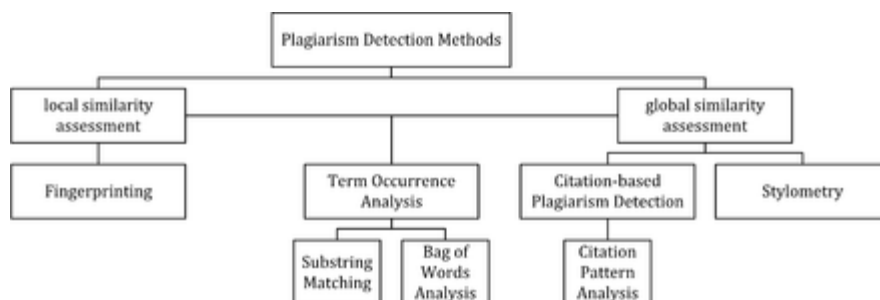 Plagiarism Detection Methods
local similarity
assessment
global similarity
assessment
Fingerprinting
Term Occurrence
Analysis
Citation-based
Plagiarism Detection
Stylometry
Substring
Matching
Bag of
Words
Analysis
Citation
Pattern
Analysis